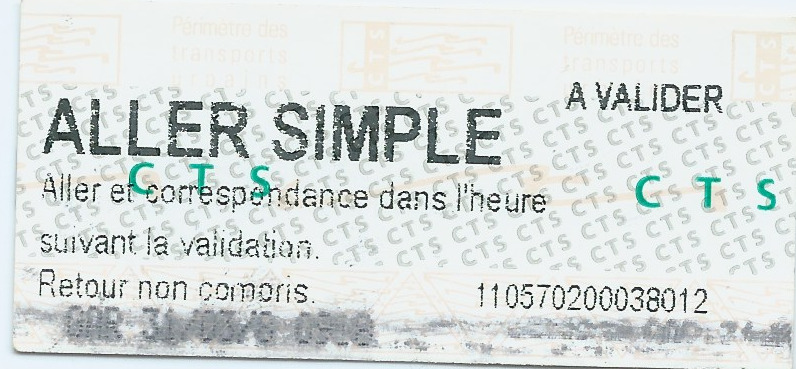 Périmètre des
transports
urbains
CTS
Périmètre des
transports
CTS
A VALIDER
ALLER SIMPLE
C T S
C T S
Aller et correspondance dans l'heure
suivant la validation.
Retour non compris.
110570200038012